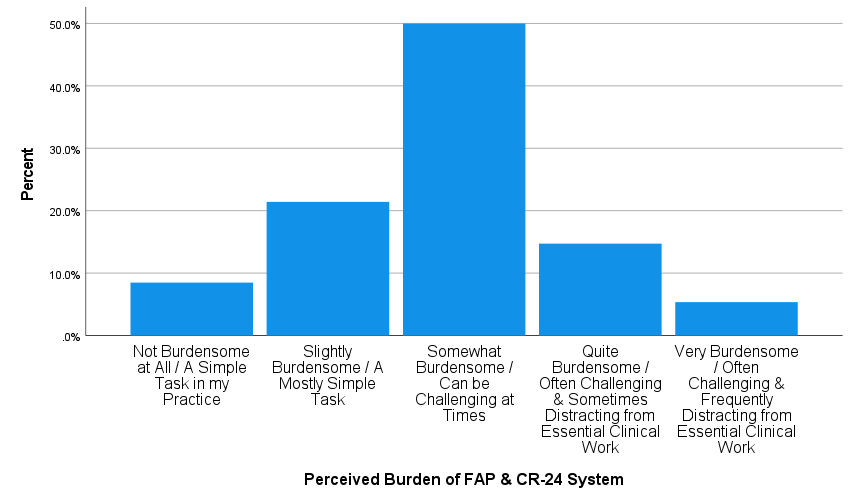 50.0%
40.0%
30.0%
20.0%
10.0%
.0%
Percent
Not Burdensome
at All / A Simple
Task in my
Practice
Slightly
Burdensome / A
Mostly Simple
Task
Somewhat
Burdensome /
Can be
Challenging at
Times
Quite
Burdensome /
Often Challenging
& Sometimes
Distracting from
Essential Clinical
Work
Very Burdensome
/ Often
Challenging &
Frequently
Distracting from
Essential Clinical
Work
Perceived Burden of FAP & CR-24 System